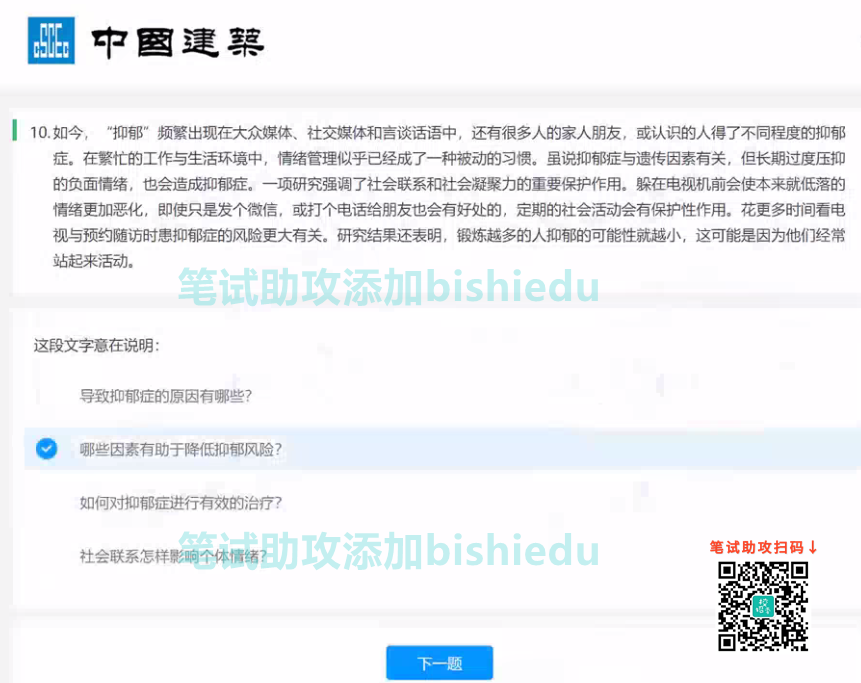 CSCEC 中國建築
10. 如今，“抑郁”频繁出现在大众媒体、社交媒体和言谈话语中，还有很多人的家人朋友，或认识的人得了不同程度的抑郁
症。在繁忙的工作与生活环境中，情绪管理似乎已经成了一种被动的习惯。虽说抑郁症与遗传因素有关，但长期过度压抑
的负面情绪，也会造成抑郁症。一项研究强调了社会联系和社会凝聚力的重要保护作用。躲在电视机前会使本来就低落的
情绪更加恶化，即使只是发个微信，或打个电话给朋友也会有好处的，定期的社会活动会有保护性作用。花更多时间看电
视与预约随访时患抑郁症的风险更大有关。研究结果还表明，锻炼越多的人抑郁的可能性就越小，这可能是因为他们经常
站起来活动。
笔试助攻添加bishiedu
这段文字意在说明：
导致抑郁症的原因有哪些？
哪些因素有助于降低抑郁风险？
如何对抑郁症进行有效的治疗？
社会联系怎样影响个体情绪？
笔试助攻添加bishiedu
笔试助攻扫码↓
下一题